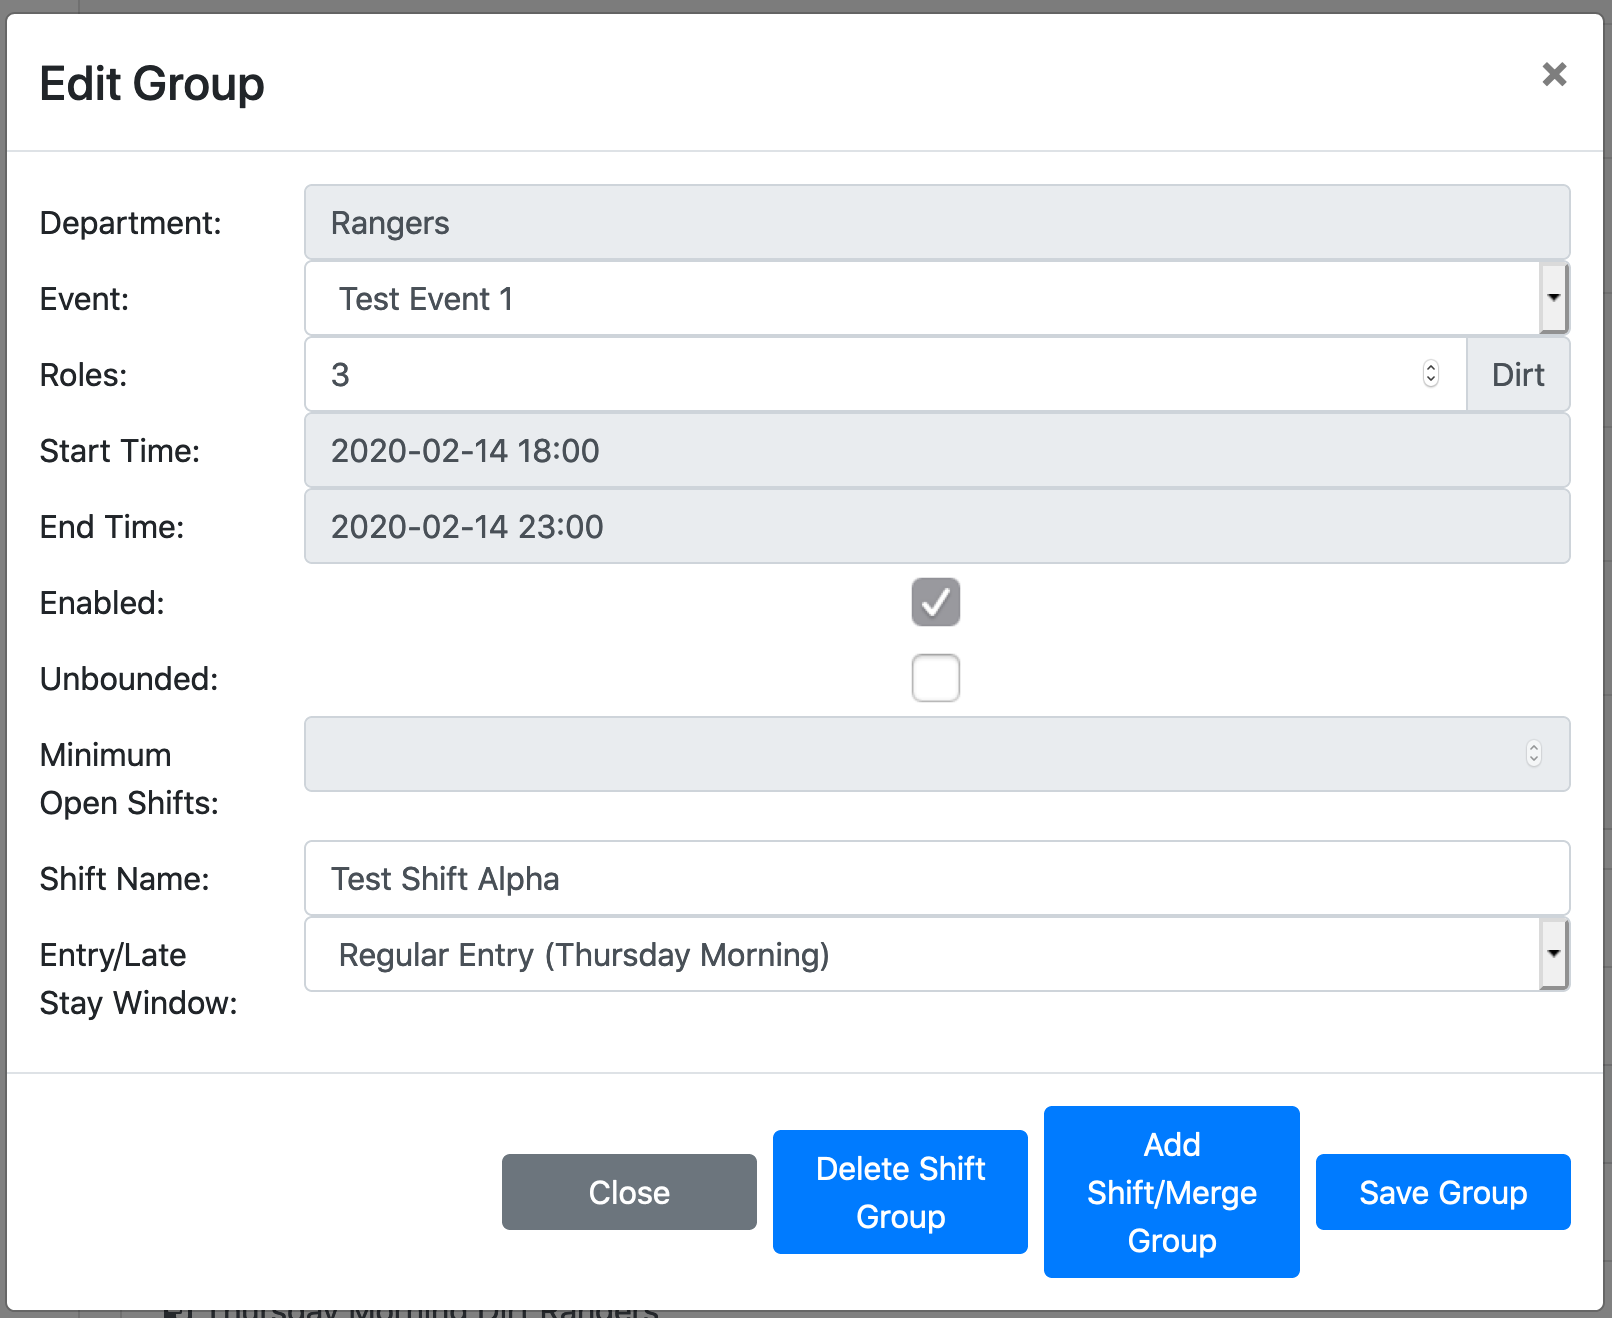 Edit Group
×
Department: Rangers
Event: Test Event 1
Roles: 3 Dirt
Start Time: 2020-02-14 18:00
End Time: 2020-02-14 23:00
Enabled:
Unbounded:
Minimum
Open Shifts:
Shift Name: Test Shift Alpha
Entry/Late Regular Entry (Thursday Morning)
Stay Window:
Close
Delete Shift
Group
Add
Shift/Merge
Group
Save Group
Thursday Morning Dirt Rangers